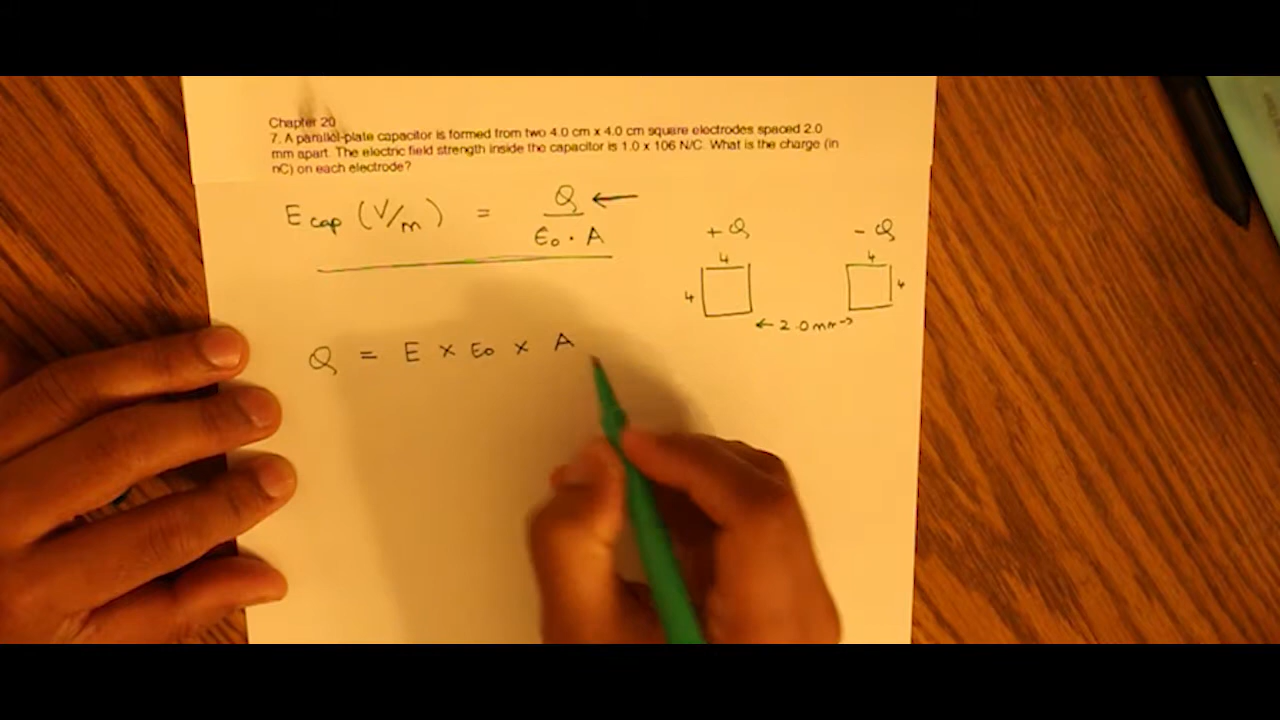 Chapter 20
7. A parallel-plate capacitor is formed from two 4.0 cm x 4.0 cm square electrodes spaced 2.0
mm apart. The electric field strength inside the capacitor is 1.0 x 106 N/C. What is the charge (in
nC) on each electrode?
E cap (V/m) = Q ←
ϵ0 . A
+ Q - Q
4 4
4 4
← 2.0mm →
Q = E × ϵ0 × A